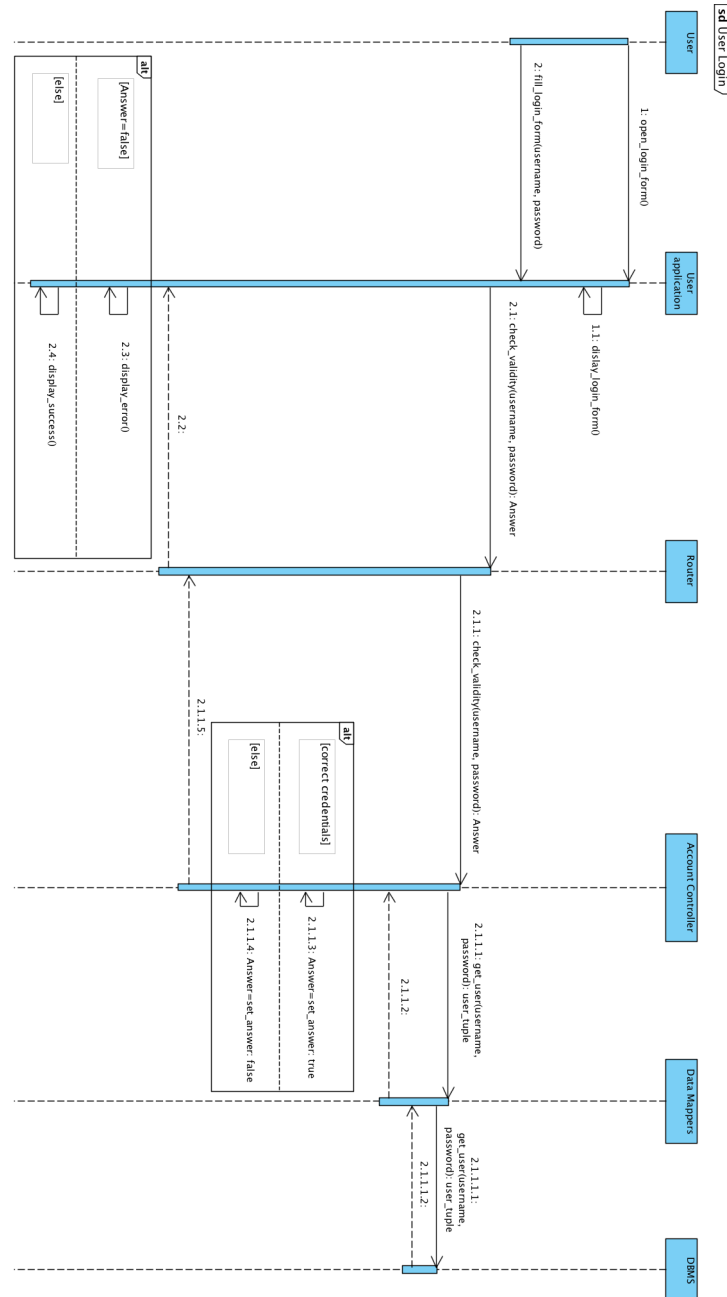 sd User Login
User
User
application
Router
Account Controller
Data Mappers
DBMS
1: open_login_form()
1.1: dislay_login_form()
2: fill_login_form(username, password)
2.1: check_validity(username, password): Answer
2.1.1: check_validity(username, password): Answer
2.1.1.1: get_user(username,
password): user_tuple
2.1.1.1.1:
get_user(username,
password): user_tuple
2.1.1.1.2:
2.1.1.2:
alt
[correct credentials]
2.1.1.3: Answer=set_answer: true
[else]
2.1.1.4: Answer=set_answer: false
2.1.1.5:
2.2:
alt
[Answer=false]
2.3: display_error()
[else]
2.4: display_success()